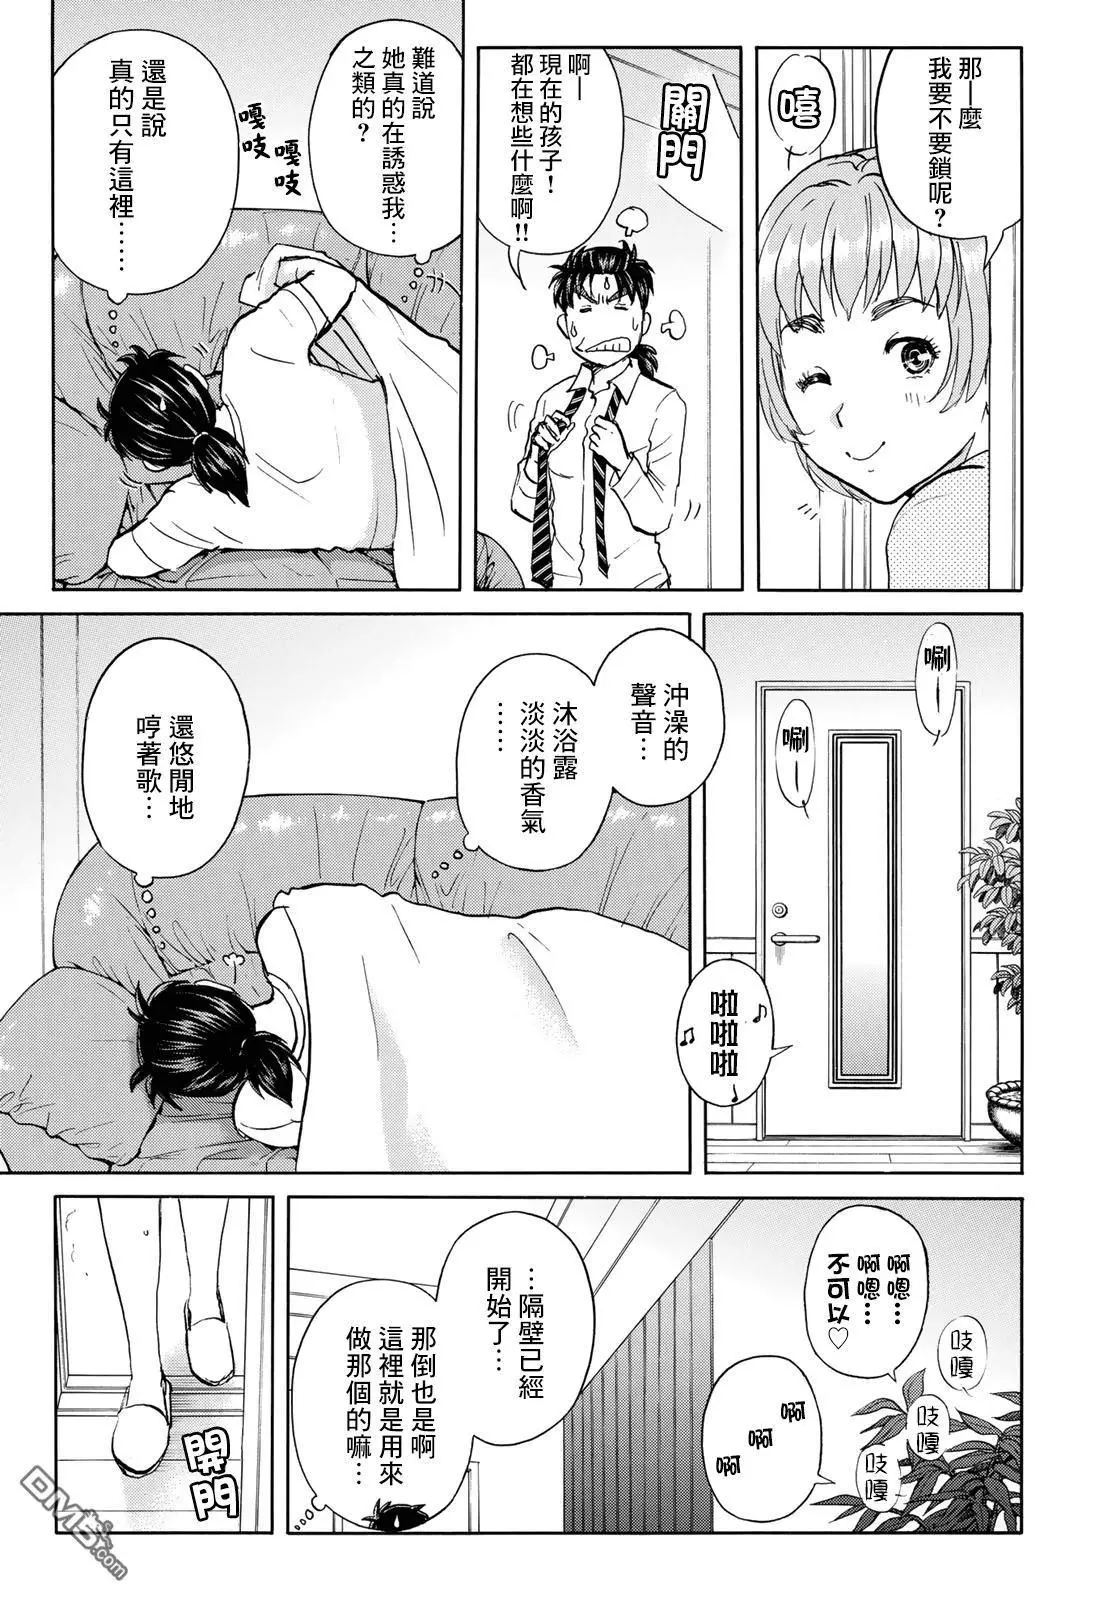 那—麼
我要不要鎖呢？
嘻
關門
啊—
現在的孩子！
都在想些什麼啊!!
難道說
她真的在誘惑我…
之類的？
嘎吱
嘎吱
還是說
真的只有這裡
……
唰—
唰—
啦啦啦
沖澡的
聲音…
沐浴露
淡淡的香氣
……
還悠閒地
哼著歌…
啊嗯…
啊嗯…
不可以♡
吱嘎
吱嘎
吱嘎
啊
啊
啊
…隔壁已經
開始了…
那倒也是啊
這裡就是用來
做那個的嘛…
開門